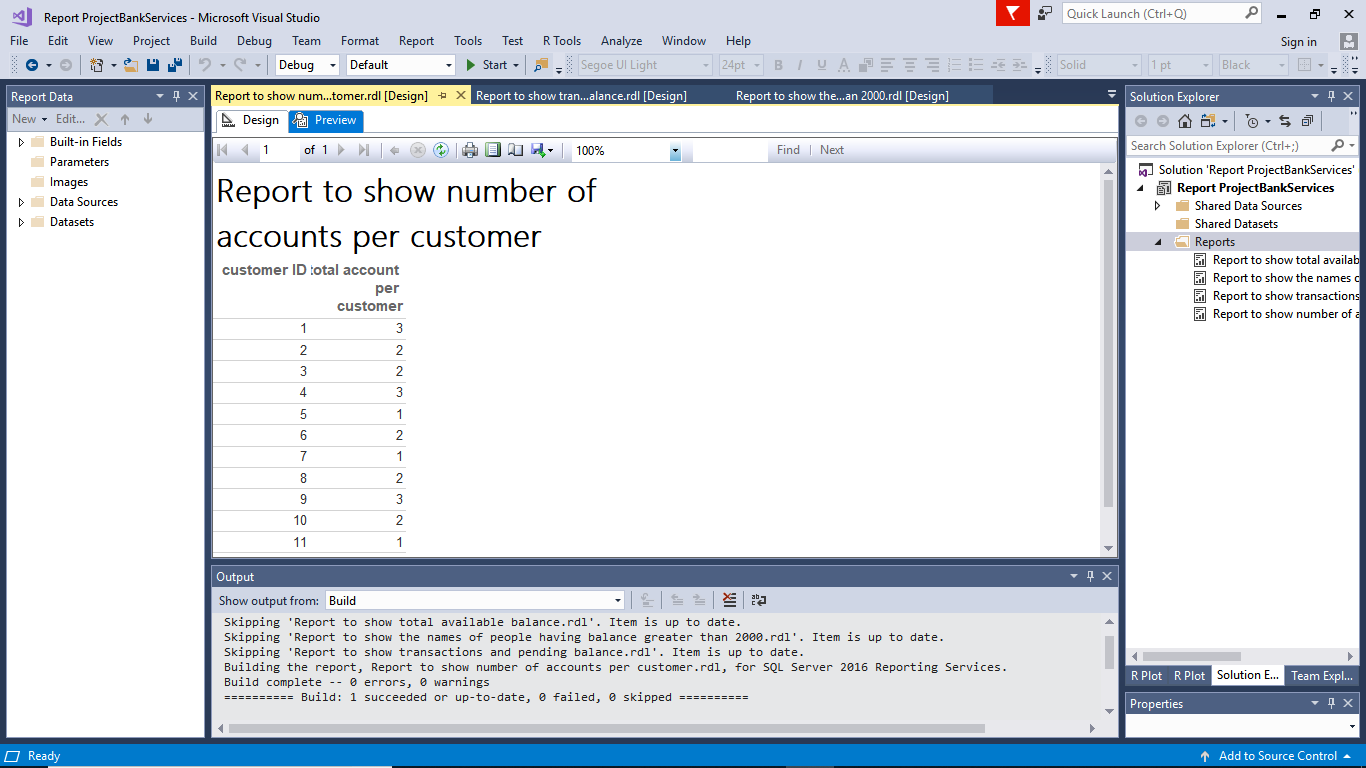 Report ProjectBankServices - Microsoft Visual Studio
Quick Launch (Ctrl+Q)
File Edit View Project Build Debug Team Format Report Tools Test R Tools Analyze Window Help
Sign in
Debug Default Start Segoe UI Light 24pt B I U A Solid 1 pt Black
Report Data
New Edit...
Built-in Fields
Parameters
Images
Data Sources
Datasets
Report to show num...tomer.rdl [Design] Report to show tran...alance.rdl [Design] Report to show the...an 2000.rdl [Design]
Design Preview
1 of 1 100% Find Next
Report to show number of
accounts per customer
customer ID :otal account
per
customer
1 3
2 2
3 2
4 3
5 1
6 2
7 1
8 2
9 3
10 2
11 1
Output
Show output from: Build
Skipping 'Report to show total available balance.rdl'. Item is up to date.
Skipping 'Report to show the names of people having balance greater than 2000.rdl'. Item is up to date.
Skipping 'Report to show transactions and pending balance.rdl'. Item is up to date.
Building the report, Report to show number of accounts per customer.rdl, for SQL Server 2016 Reporting Services.
Build complete -- 0 errors, 0 warnings
========== Build: 1 succeeded or up-to-date, 0 failed, 0 skipped ==========
Solution Explorer
Search Solution Explorer (Ctrl+;)
Solution 'Report ProjectBankServices'
Report ProjectBankServices
Shared Data Sources
Shared Datasets
Reports
Report to show total availab
Report to show the names o
Report to show transactions
Report to show number of a
R Plot R Plot Solution E... Team Expl...
Properties
Ready
Add to Source Control